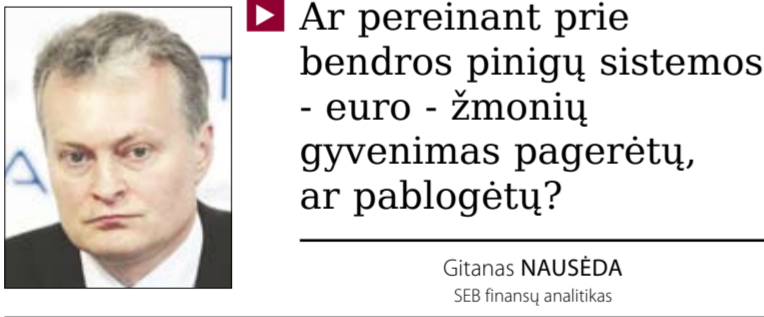 Ar pereinant prie
bendros pinigų sistemos
- euro - žmonių
gyvenimas pagerėtų,
ar pablogėtų?
Gitanas NAUSĖDA
SEB finansų analitikas